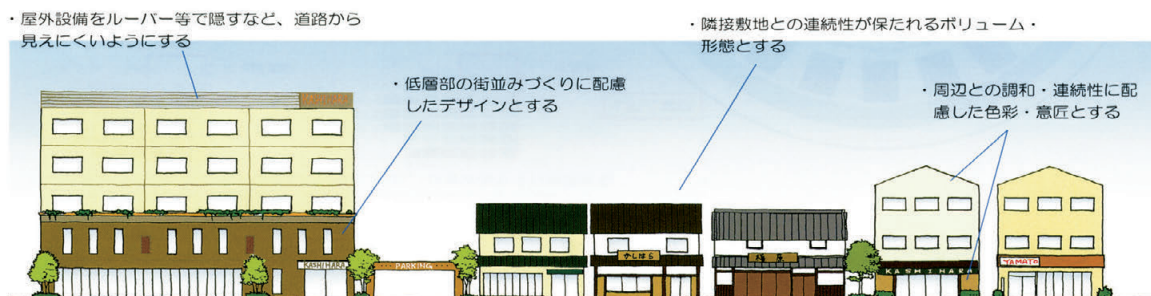 ・屋外設備をルーバー等で隠すなど、道路から
見えにくいようにする
・隣接敷地との連続性が保たれるボリューム・
形態とする
・低層部の街並みづくりに配慮
したデザインとする
・周辺との調和・連続性に配
慮した色彩・意匠とする
KASHIHARA
PARKING
かしはら
KASHIHARA
YAMATO